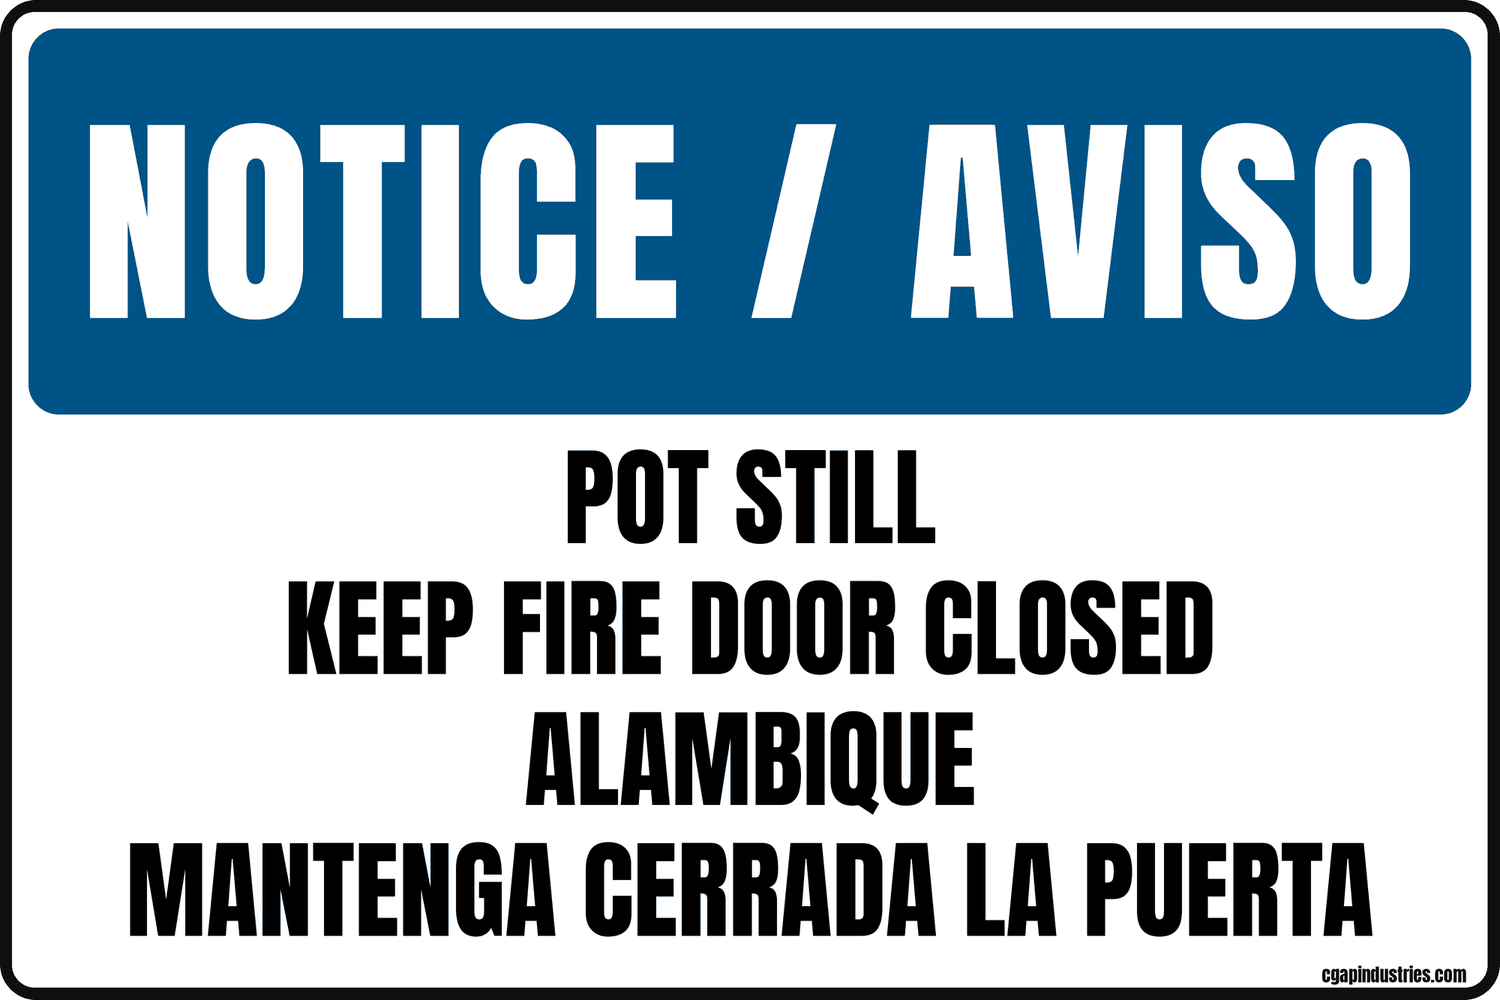 NOTICE / AVISO
POT STILL
KEEP FIRE DOOR CLOSED
ALAMBIQUE
MANTENGA CERRADA LA PUERTA
cgapindustries.com